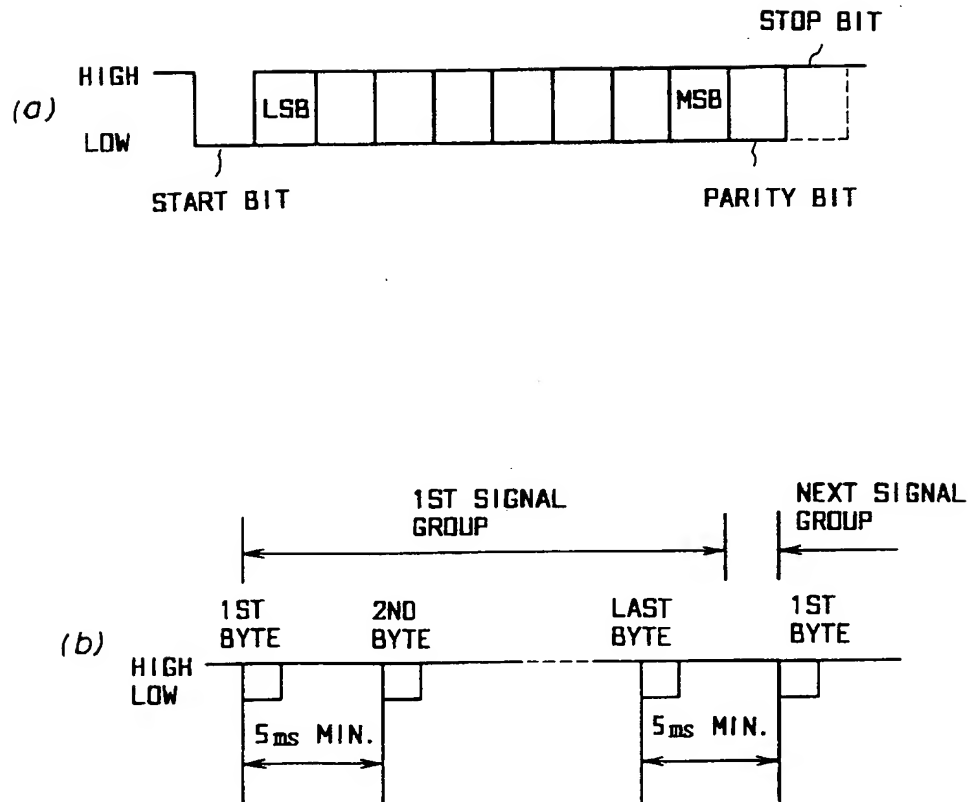 STOP BIT
HIGH
(a)
LSB
MSB
LOW
START BIT
PARITY BIT
1ST SIGNAL
GROUP
NEXT SIGNAL
GROUP
1ST
BYTE
2ND
BYTE
LAST
BYTE
1ST
BYTE
(b)
HIGH
LOW
5ms MIN.
5ms MIN.